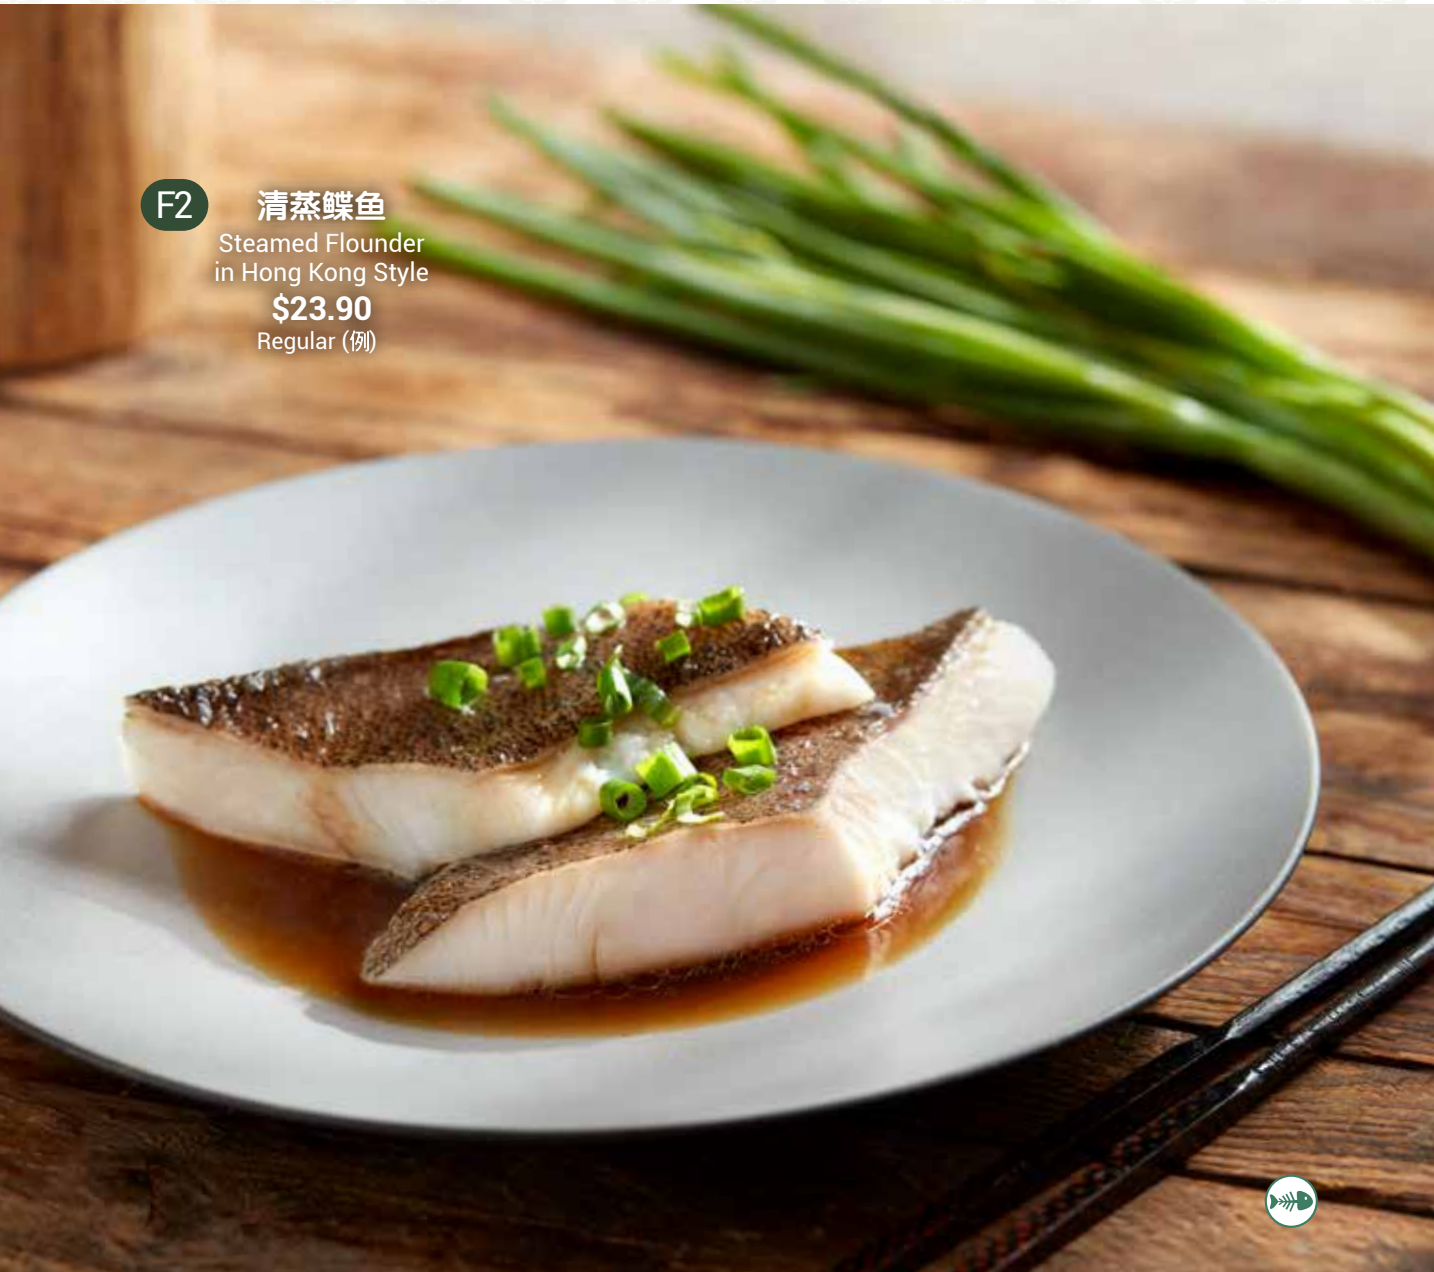 F2
清蒸鲽鱼
Steamed Flounder
in Hong Kong Style
$23.90
Regular (例)